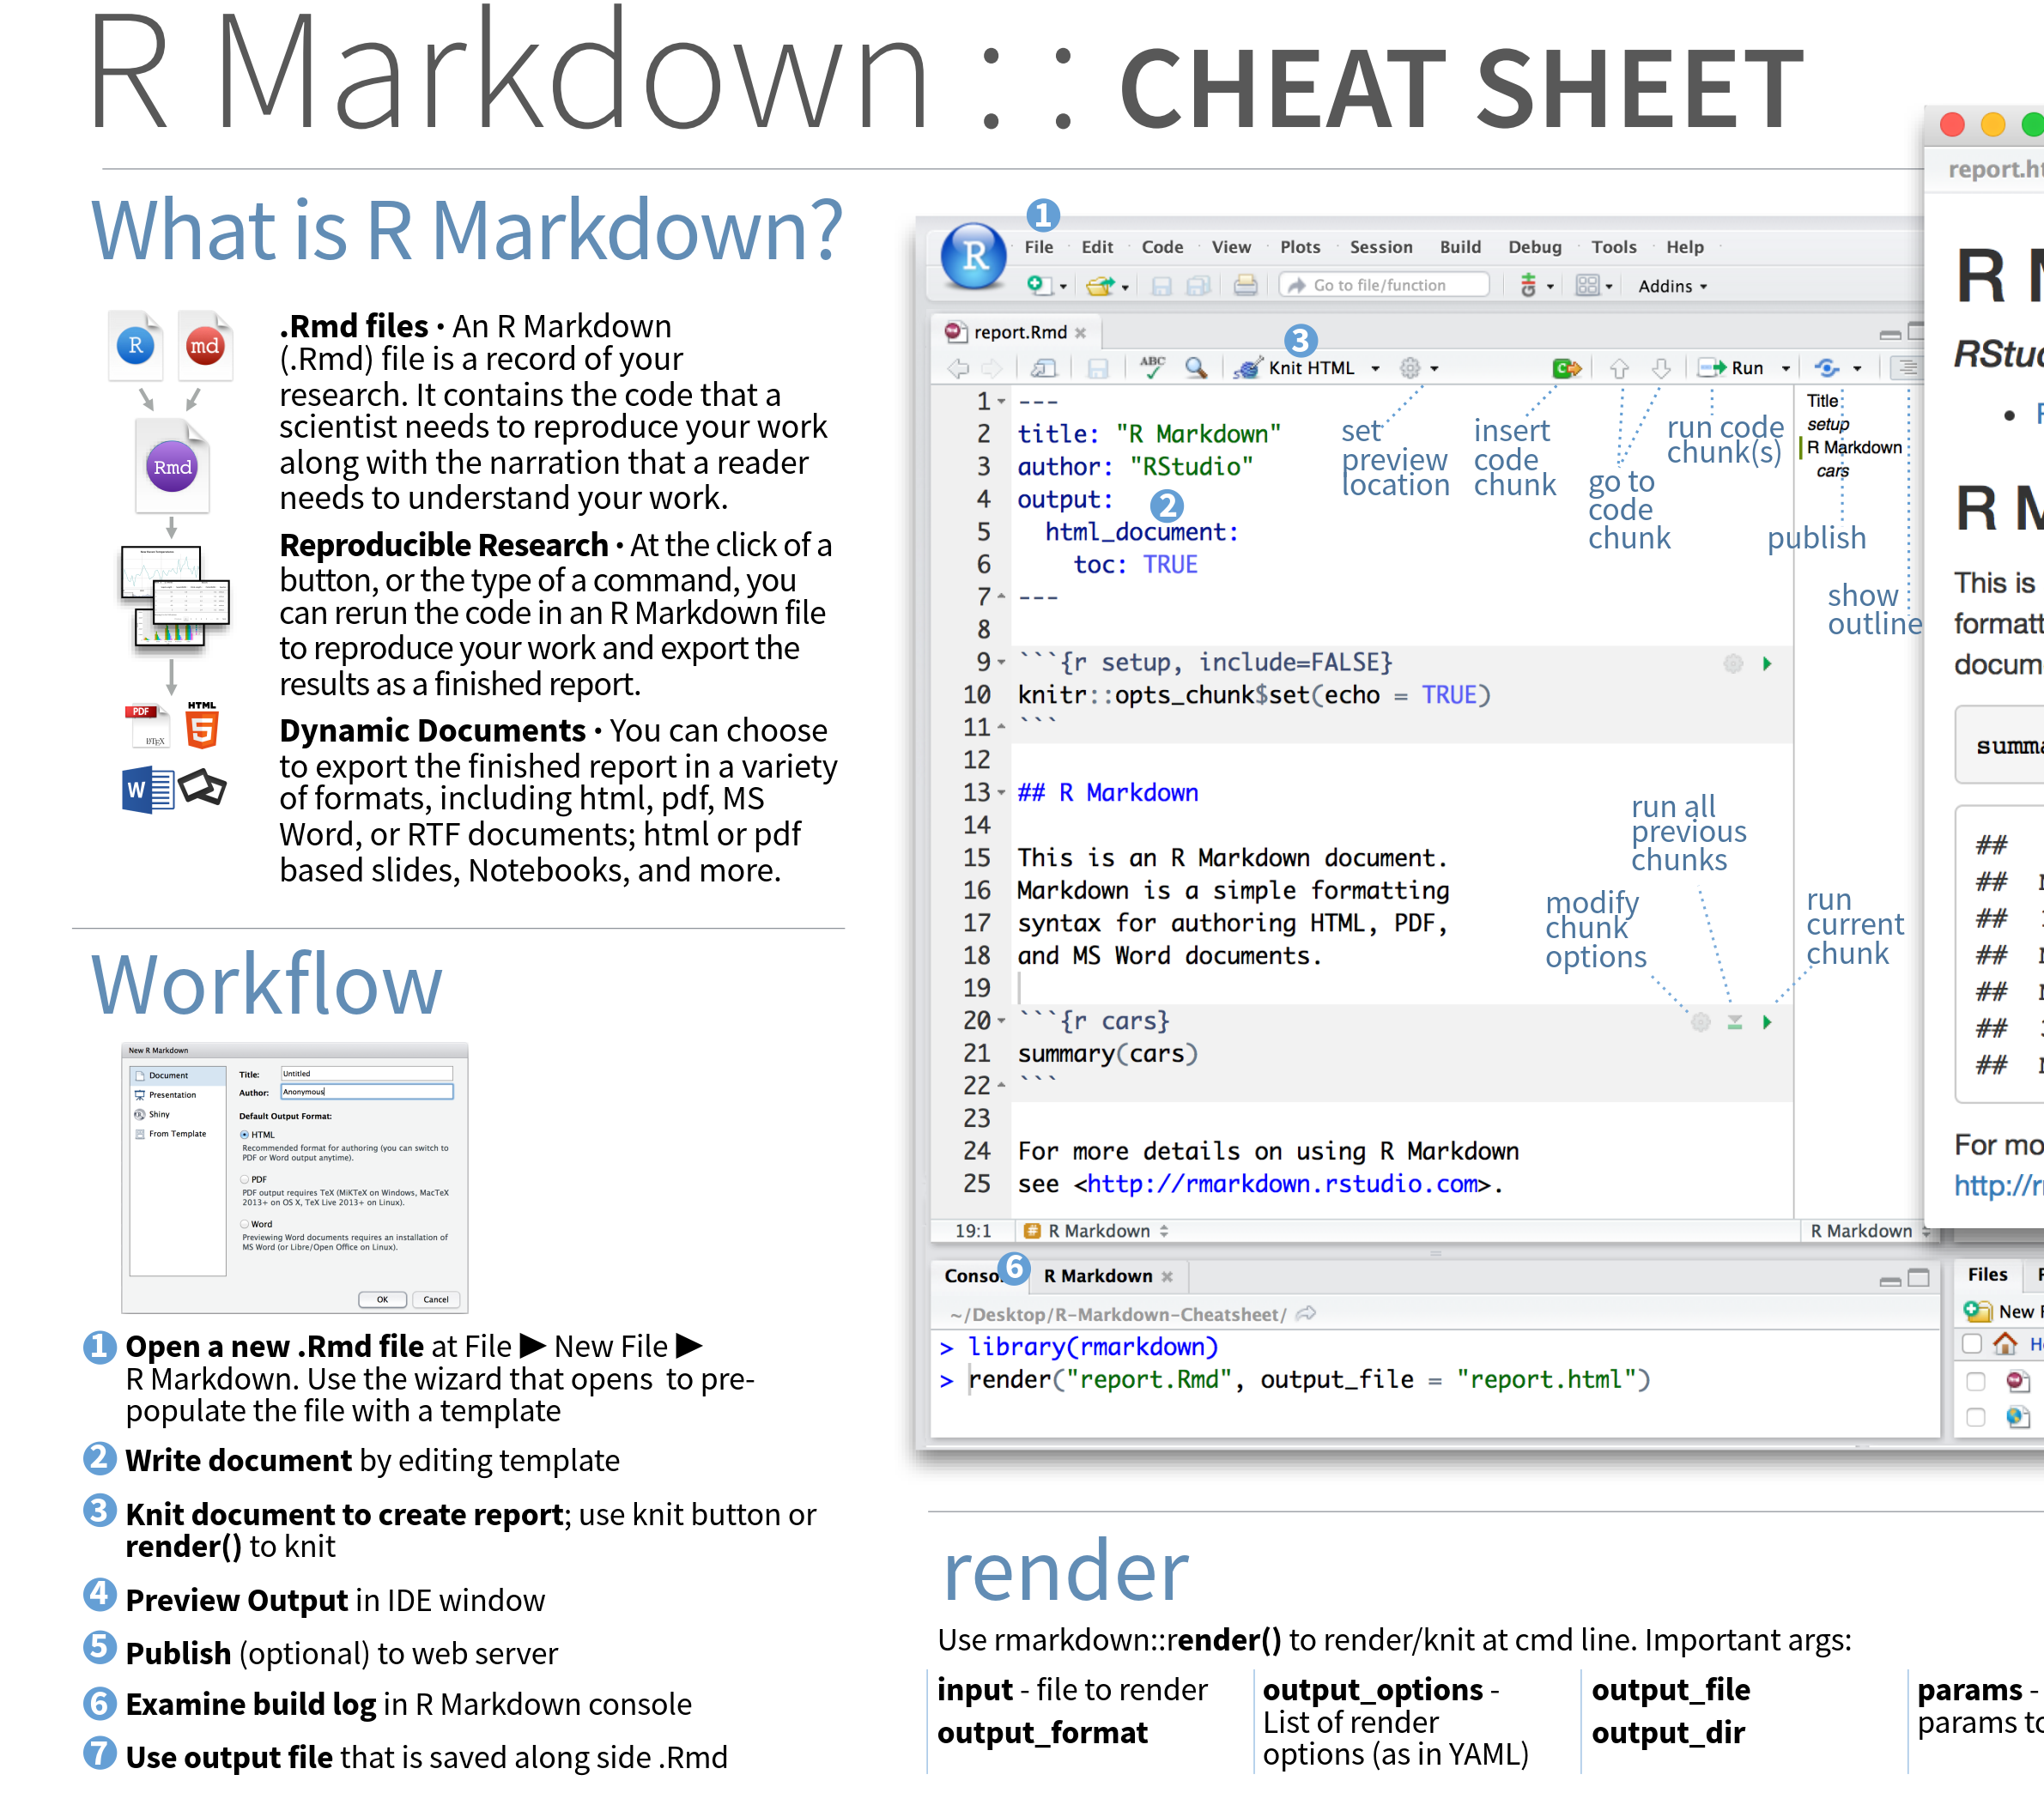 R Markdown : : CHEAT SHEET
What is R Markdown?
R
md
Rmd
PDF
HTML
5
W
.Rmd files · An R Markdown
(.Rmd) file is a record of your
research. It contains the code that a
scientist needs to reproduce your work
along with the narration that a reader
needs to understand your work.
Reproducible Research · At the click of a
button, or the type of a command, you
can rerun the code in an R Markdown file
to reproduce your work and export the
results as a finished report.
Dynamic Documents · You can choose
to export the finished report in a variety
of formats, including html, pdf, MS
Word, or RTF documents; html or pdf
based slides, Notebooks, and more.
Workflow
New R Markdown
Document
Presentation
Shiny
From Template
Title: Untitled
Author: Anonymous
Default Output Format:
HTML
Recommended format for authoring (you can switch to
PDF or Word output anytime).
PDF
PDF output requires TeX (MiKTeX on Windows, MacTeX
2013+ on OS X, TeX Live 2013+ on Linux).
Word
Previewing Word documents requires an installation of
MS Word (or Libre/Open Office on Linux).
OK Cancel
1 Open a new .Rmd file at File ▶ New File ▶
R Markdown. Use the wizard that opens to pre-
populate the file with a template
2 Write document by editing template
3 Knit document to create report; use knit button or
render() to knit
4 Preview Output in IDE window
5 Publish (optional) to web server
6 Examine build log in R Markdown console
7 Use output file that is saved along side .Rmd
1
R File Edit Code View Plots Session Build Debug Tools Help
Go to file/function Addins
report.Rmd
3
ABC Knit HTML C Run
1 ---
2 title: "R Markdown"
3 author: "RStudio"
4 output:
2
5 html_document:
6 toc: TRUE
7 ---
8
9 ```{r setup, include=FALSE}
10 knitr::opts_chunk$set(echo = TRUE)
11 ```
12
13 ## R Markdown
14
15 This is an R Markdown document.
16 Markdown is a simple formatting
17 syntax for authoring HTML, PDF,
18 and MS Word documents.
19
20 ```{r cars}
21 summary(cars)
22 ```
23
24 For more details on using R Markdown
25 see <http://rmarkdown.rstudio.com>.
set
preview
location
insert
code
chunk
go to
code
chunk
run code
chunk(s)
publish
show
outline
Title
setup
R Markdown
cars
run all
previous
chunks
modify
chunk
options
run
current
chunk
19:1 # R Markdown R Markdown
6
R Markdown
~/Desktop/R-Markdown-Cheatsheet/
> library(rmarkdown)
> render("report.Rmd", output_file = "report.html")
R
This is
##
##
##
##
##
##
##
For
Files
New
render
Use rmarkdown::render() to render/knit at cmd line. Important args:
input - file to render
output_format
output_options -
List of render
options (as in YAML)
output_file
output_dir
params -
params